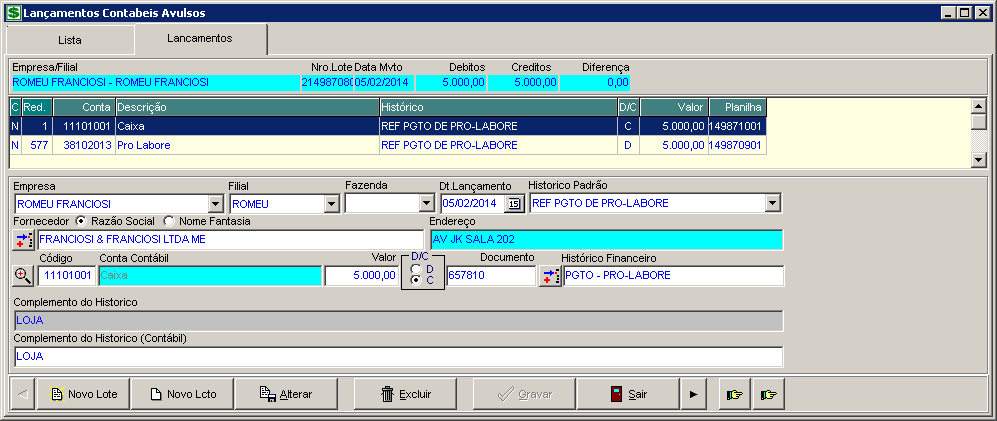 Lançamentos Contabeis Avulsos
Lista Lancamentos
Empresa/Filial Nro.Lote Data Mvto Debitos Creditos Diferença
ROMEU FRANCIOSI - ROMEU FRANCIOSI 05/02/2014 5.000,00 5.000,00 0,00
C Red. Conta Descrição Histórico D/C Valor Planilha
N 1 11101001 Caixa REF PGTO DE PRO-LABORE C 5.000,00 149871001
N 577 38102013 Pro Labore REF PGTO DE PRO-LABORE D 5.000,00 149870901
Empresa Filial Fazenda Dt.Lançamento Historico Padrão
ROMEU FRANCIOSI ROMEU 05/02/2014 15 REF PGTO DE PRO-LABORE
Fornecedor Razão Social Nome Fantasia Endereço
FRANCIOSI & FRANCIOSI LTDA ME AV JK SALA 202
Código Conta Contábil Valor D/C Documento Histórico Financeiro
11101001 Caixa 5.000,00 D C 657810 PGTO - PRO-LABORE
Complemento do Historico
LOJA
Complemento do Historico (Contábil)
LOJA
Novo Lote Novo Lcto Alterar Excluir Gravar Sair